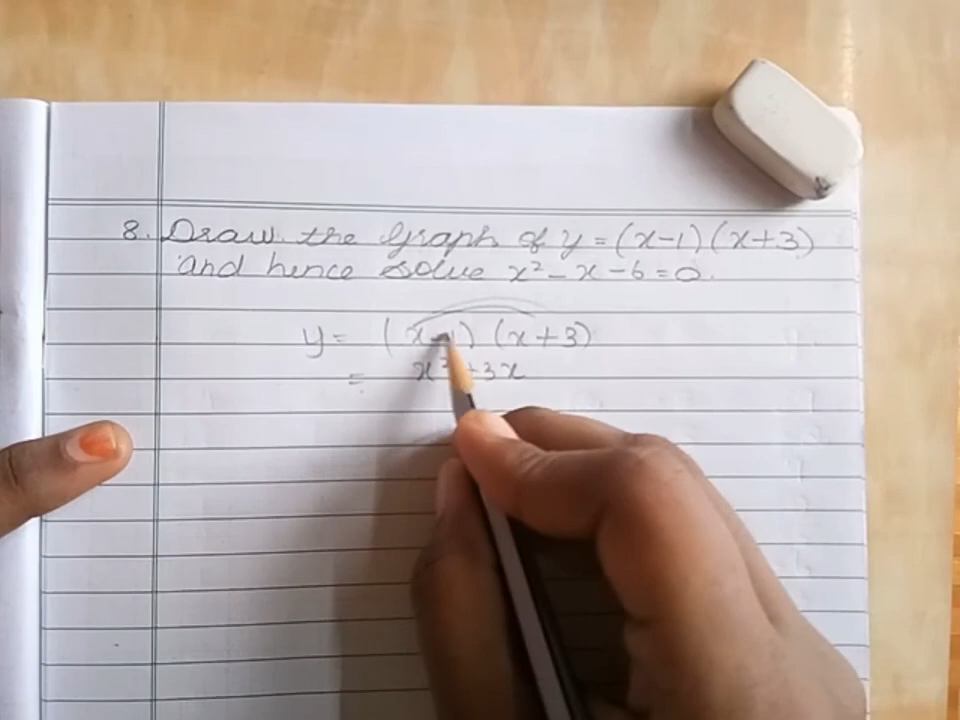 8. Draw the Graph of y = (x-1)(x+3)
and hence solve x² - x - 6 = 0.
y = (x-1) (x+3)
= x² +3x